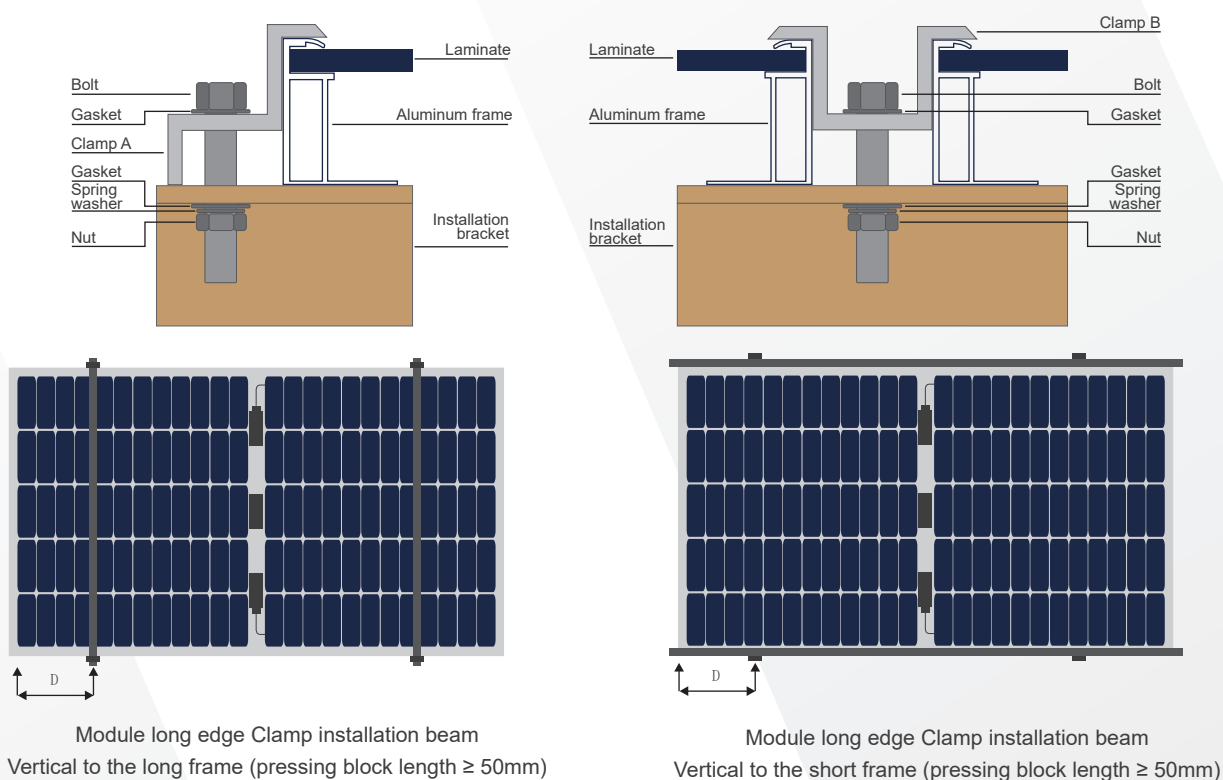 Laminate
Bolt
Gasket
Aluminum frame
Clamp A
Gasket
Spring
washer
Nut
Installation
bracket
Clamp B
Laminate
Bolt
Aluminum frame
Gasket
Gasket
Spring
washer
Installation
bracket
Nut
D
D
Module long edge Clamp installation beam
Vertical to the long frame (pressing block length ≥ 50mm)
Module long edge Clamp installation beam
Vertical to the short frame (pressing block length ≥ 50mm)